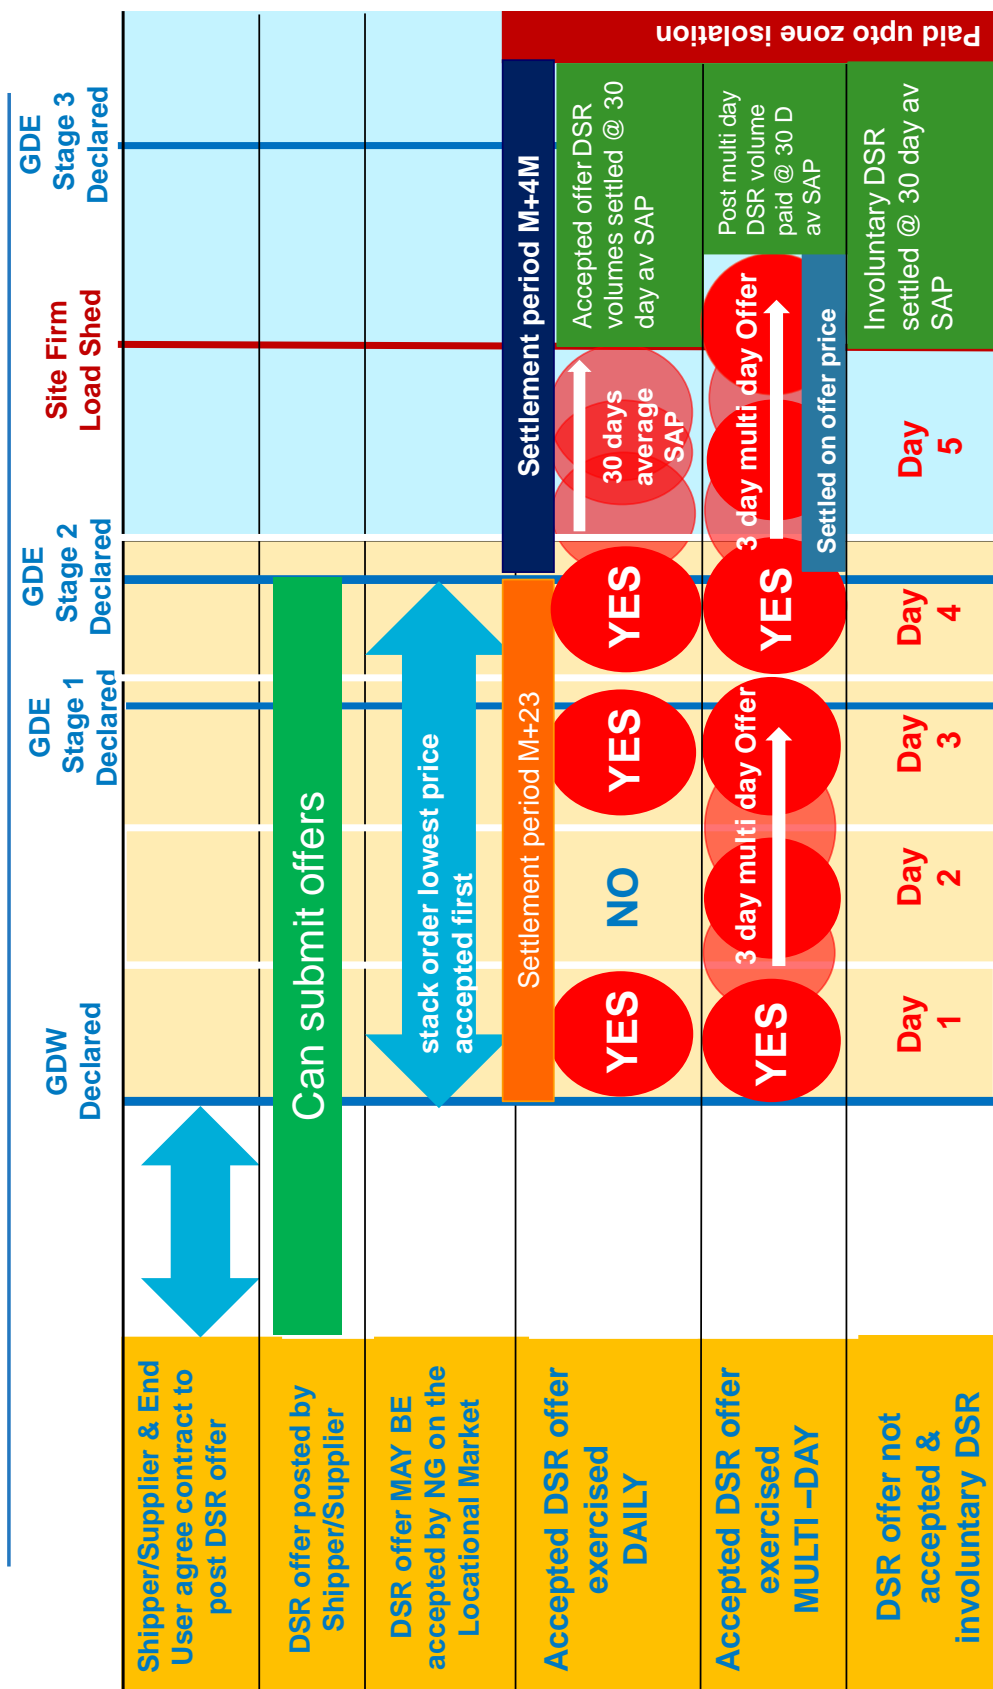 GDW
Declared
GDE
Stage 1
Declared
GDE
Stage 2
Declared
Site Firm
Load Shed
GDE
Stage 3
Declared
Shipper/Supplier & End
User agree contract to
post DSR offer
DSR offer posted by
Shipper/Supplier
Can submit offers
DSR offer MAY BE
accepted by NG on the
Locational Market
stack order lowest price
accepted first
Settlement period M+23
Settlement period M+4M
Accepted DSR offer
exercised
DAILY
YES
NO
YES
YES
30 days
average
SAP
Accepted offer DSR
volumes settled @ 30
day av SAP
Accepted DSR offer
exercised
MULTI –DAY
YES
3 day multi day Offer
YES
3 day multi day Offer
Settled on offer price
Post multi day
DSR volume
paid @ 30 D
av SAP
DSR offer not
accepted &
involuntary DSR
Day
1
Day
2
Day
3
Day
4
Day
5
Involuntary DSR
settled @ 30 day av
SAP
Paid upto zone isolation